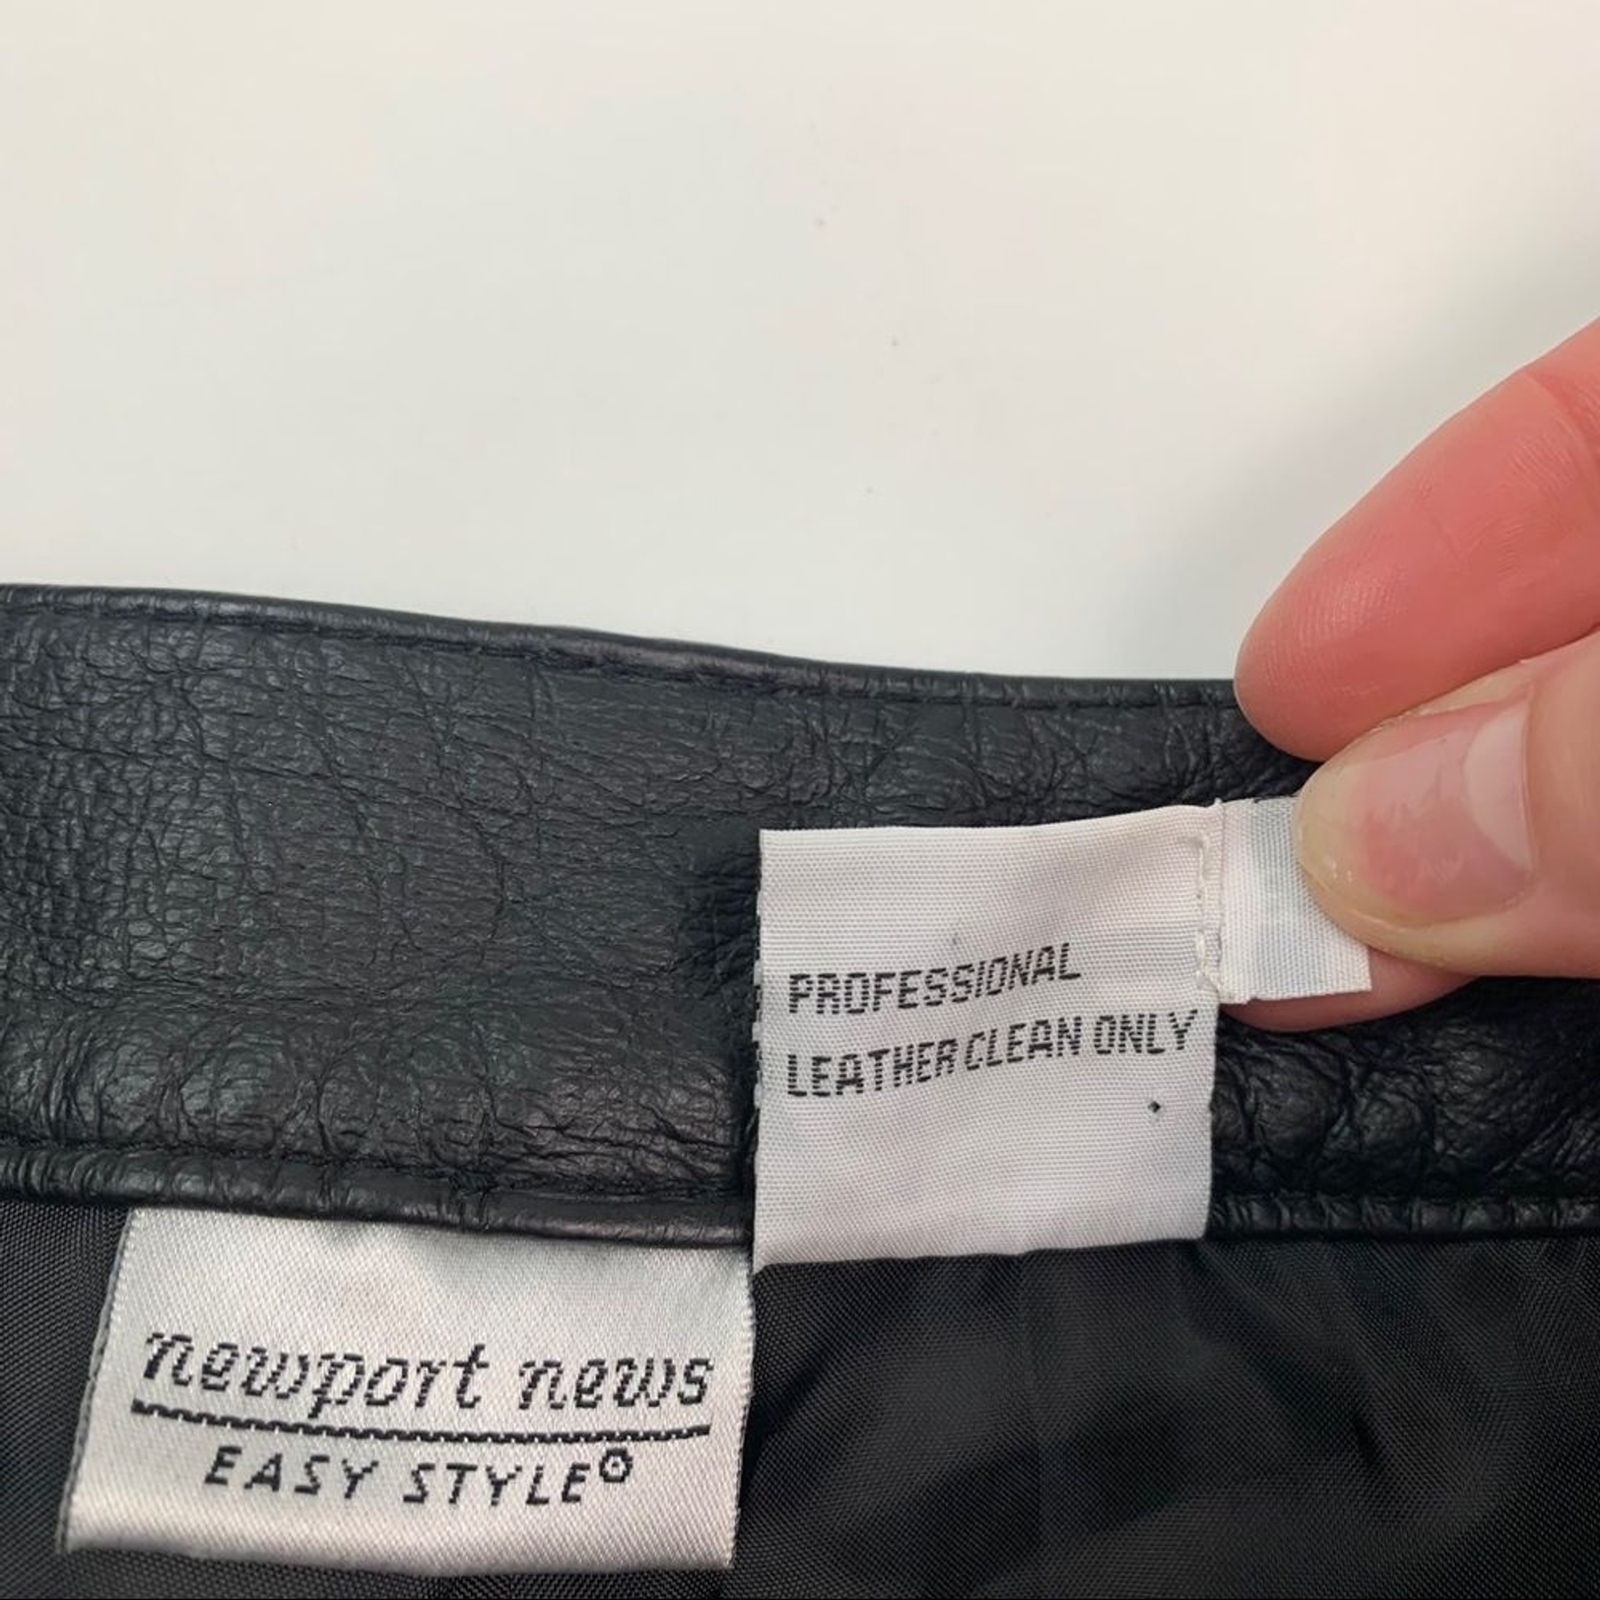 PROFESSIONAL
LEATHER CLEAN ONLY
newport news
EASY STYLE®